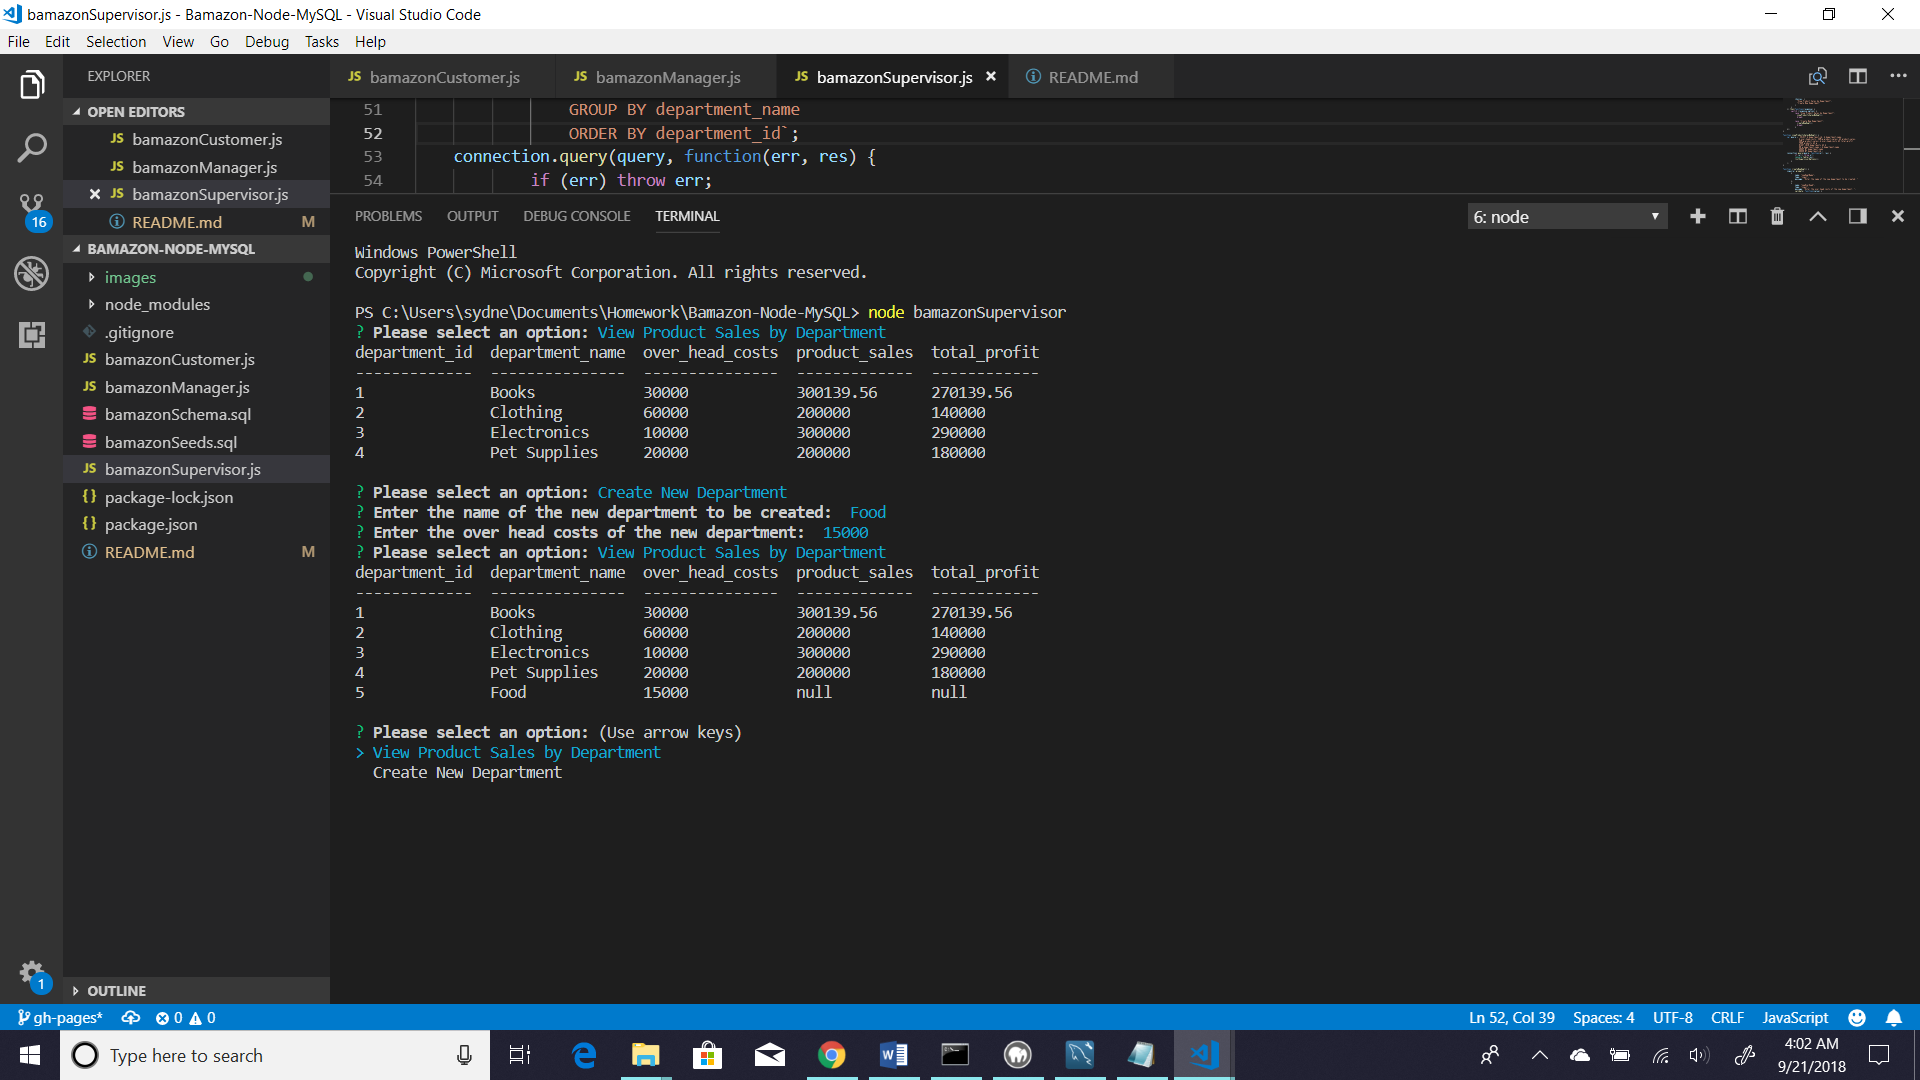 bamazonSupervisor.js - Bamazon-Node-MySQL - Visual Studio Code
File Edit Selection View Go Debug Tasks Help
EXPLORER
OPEN EDITORS
JS bamazonCustomer.js
JS bamazonManager.js
JS bamazonSupervisor.js
README.md M
BAMAZON-NODE-MYSQL
images
node_modules
.gitignore
JS bamazonCustomer.js
JS bamazonManager.js
bamazonSchema.sql
bamazonSeeds.sql
JS bamazonSupervisor.js
{} package-lock.json
{} package.json
README.md M
OUTLINE
16
1
JS bamazonCustomer.js JS bamazonManager.js JS bamazonSupervisor.js README.md
51 GROUP BY department_name
52 ORDER BY department_id`;
53 connection.query(query, function(err, res) {
54 if (err) throw err;
PROBLEMS OUTPUT DEBUG CONSOLE TERMINAL 6: node
Windows PowerShell
Copyright (C) Microsoft Corporation. All rights reserved.
PS C:\Users\sydne\Documents\Homework\Bamazon-Node-MySQL> node bamazonSupervisor
? Please select an option: View Product Sales by Department
department_id department_name over_head_costs product_sales total_profit
------------- --------------- --------------- ------------- ------------
1 Books 30000 300139.56 270139.56
2 Clothing 60000 200000 140000
3 Electronics 10000 300000 290000
4 Pet Supplies 20000 200000 180000
? Please select an option: Create New Department
? Enter the name of the new department to be created: Food
? Enter the over head costs of the new department: 15000
? Please select an option: View Product Sales by Department
department_id department_name over_head_costs product_sales total_profit
------------- --------------- --------------- ------------- ------------
1 Books 30000 300139.56 270139.56
2 Clothing 60000 200000 140000
3 Electronics 10000 300000 290000
4 Pet Supplies 20000 200000 180000
5 Food 15000 null null
? Please select an option: (Use arrow keys)
> View Product Sales by Department
Create New Department
gh-pages* 0 0 Ln 52, Col 39 Spaces: 4 UTF-8 CRLF JavaScript
Type here to search
4:02 AM
9/21/2018